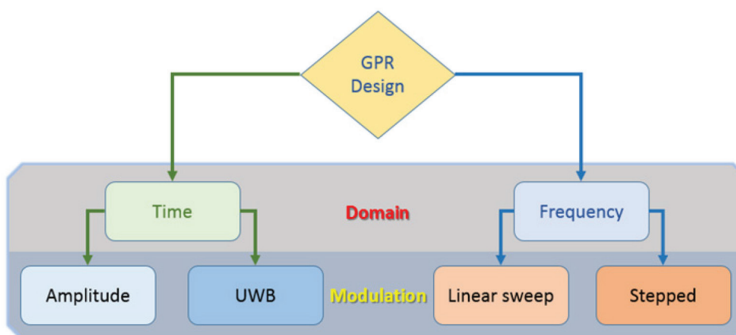 GPR
Design
Time
Domain
Frequency
Amplitude
UWB
Modulation
Linear sweep
Stepped